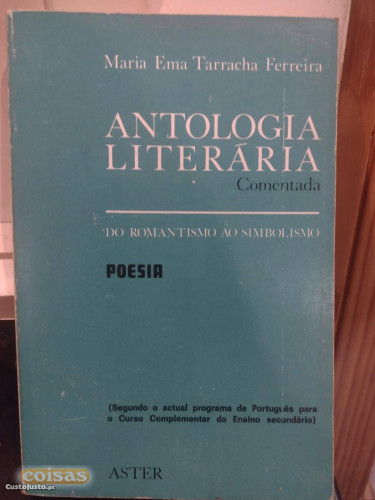 Maria Ema Tarracha Ferreira
ANTOLOGIA
LITERÁRIA
Comentada
DO ROMANTISMO AO SIMBOLISMO
POESIA
(Segundo o actual programa de Português para
o Curso Complementar do Ensino secundário)
ASTER
coisas
CustoJusto.pt